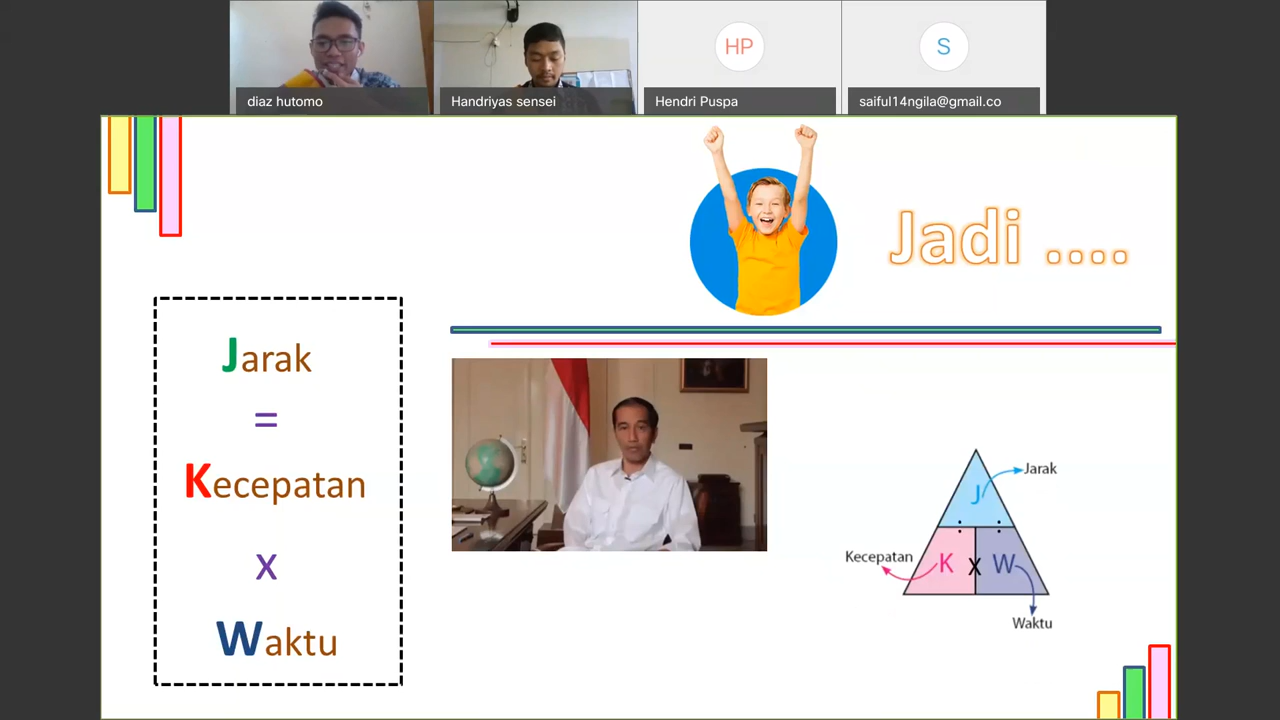 HP
S
diaz hutomo
Handriyas sensei
Hendri Puspa
saiful14ngila@gmail.co
Jadi ....
Jarak
=
Kecepatan
x
Waktu
Jarak
J
Kecepatan
K X W
Waktu